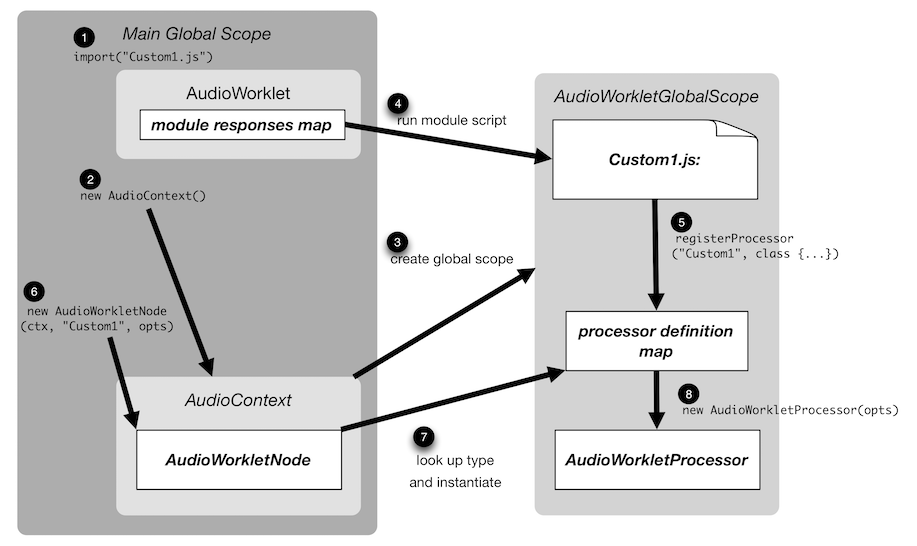 1
Main Global Scope
import("Custom1.js")
AudioWorklet
module responses map
4
run module script
AudioWorkletGlobalScope
Custom1.js:
2
new AudioContext()
3
create global scope
5
registerProcessor
("Custom1", class {...})
6
new AudioWorkletNode
(ctx, "Custom1", opts)
processor definition
map
AudioContext
AudioWorkletNode
7
look up type
and instantiate
8
new AudioWorkletProcessor(opts)
AudioWorkletProcessor